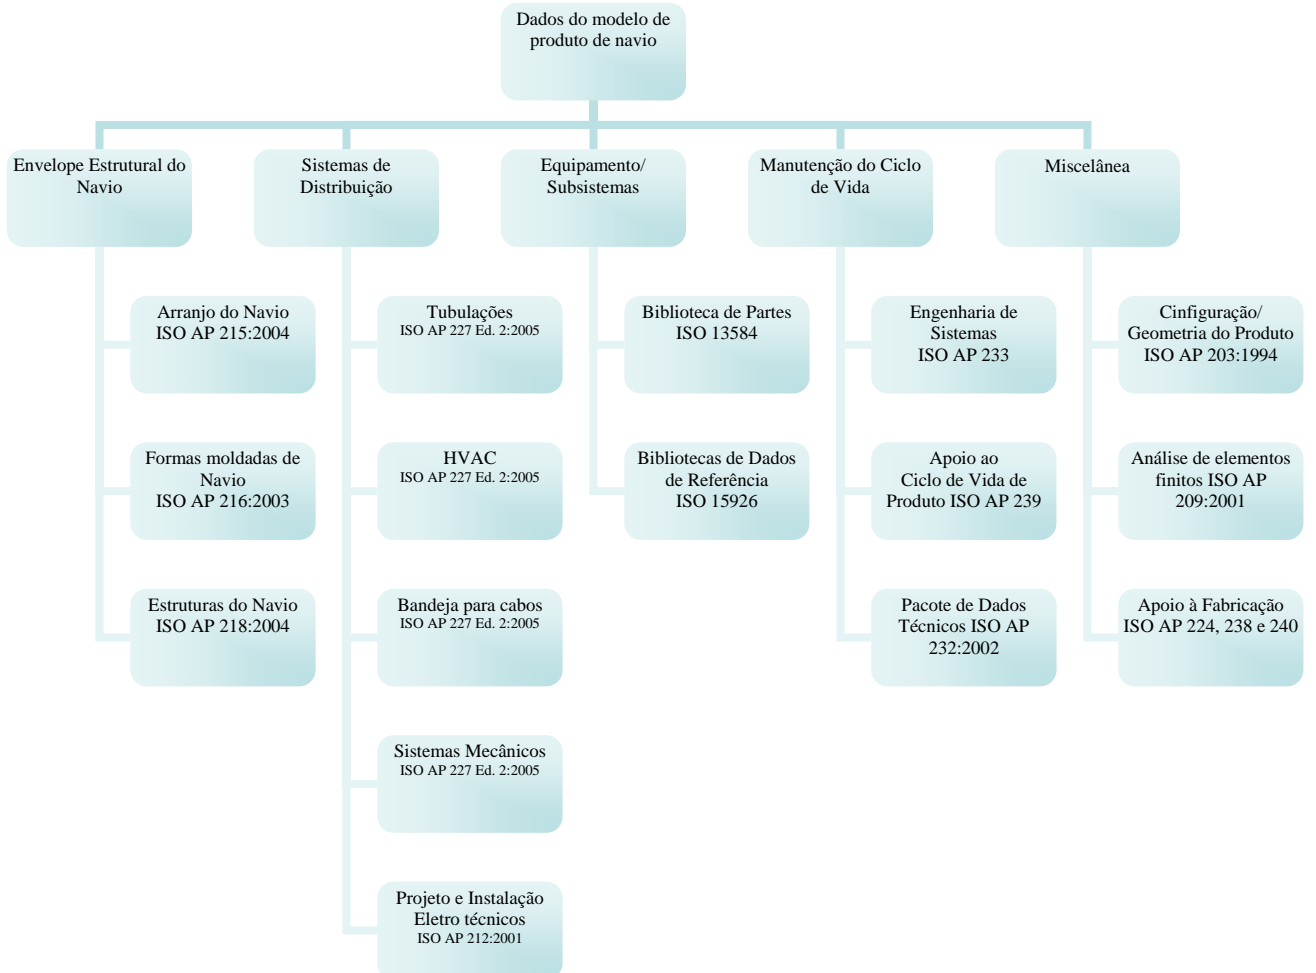 Dados do modelo de
produto de navio
Envelope Estrutural do
Navio
Sistemas de
Distribuição
Equipamento/
Subsistemas
Manutenção do Ciclo
de Vida
Miscelânea
Arranjo do Navio
ISO AP 215:2004
Formas moldadas de
Navio
ISO AP 216:2003
Estruturas do Navio
ISO AP 218:2004
Tubulações
ISO AP 227 Ed. 2:2005
HVAC
ISO AP 227 Ed. 2:2005
Bandeja para cabos
ISO AP 227 Ed. 2:2005
Sistemas Mecânicos
ISO AP 227 Ed. 2:2005
Projeto e Instalação
Eletro técnicos
ISO AP 212:2001
Biblioteca de Partes
ISO 13584
Bibliotecas de Dados
de Referência
ISO 15926
Engenharia de
Sistemas
ISO AP 233
Apoio ao
Ciclo de Vida de
Produto ISO AP 239
Pacote de Dados
Técnicos ISO AP
232:2002
Cinfiguração/
Geometria do Produto
ISO AP 203:1994
Análise de elementos
finitos ISO AP
209:2001
Apoio à Fabricação
ISO AP 224, 238 e 240